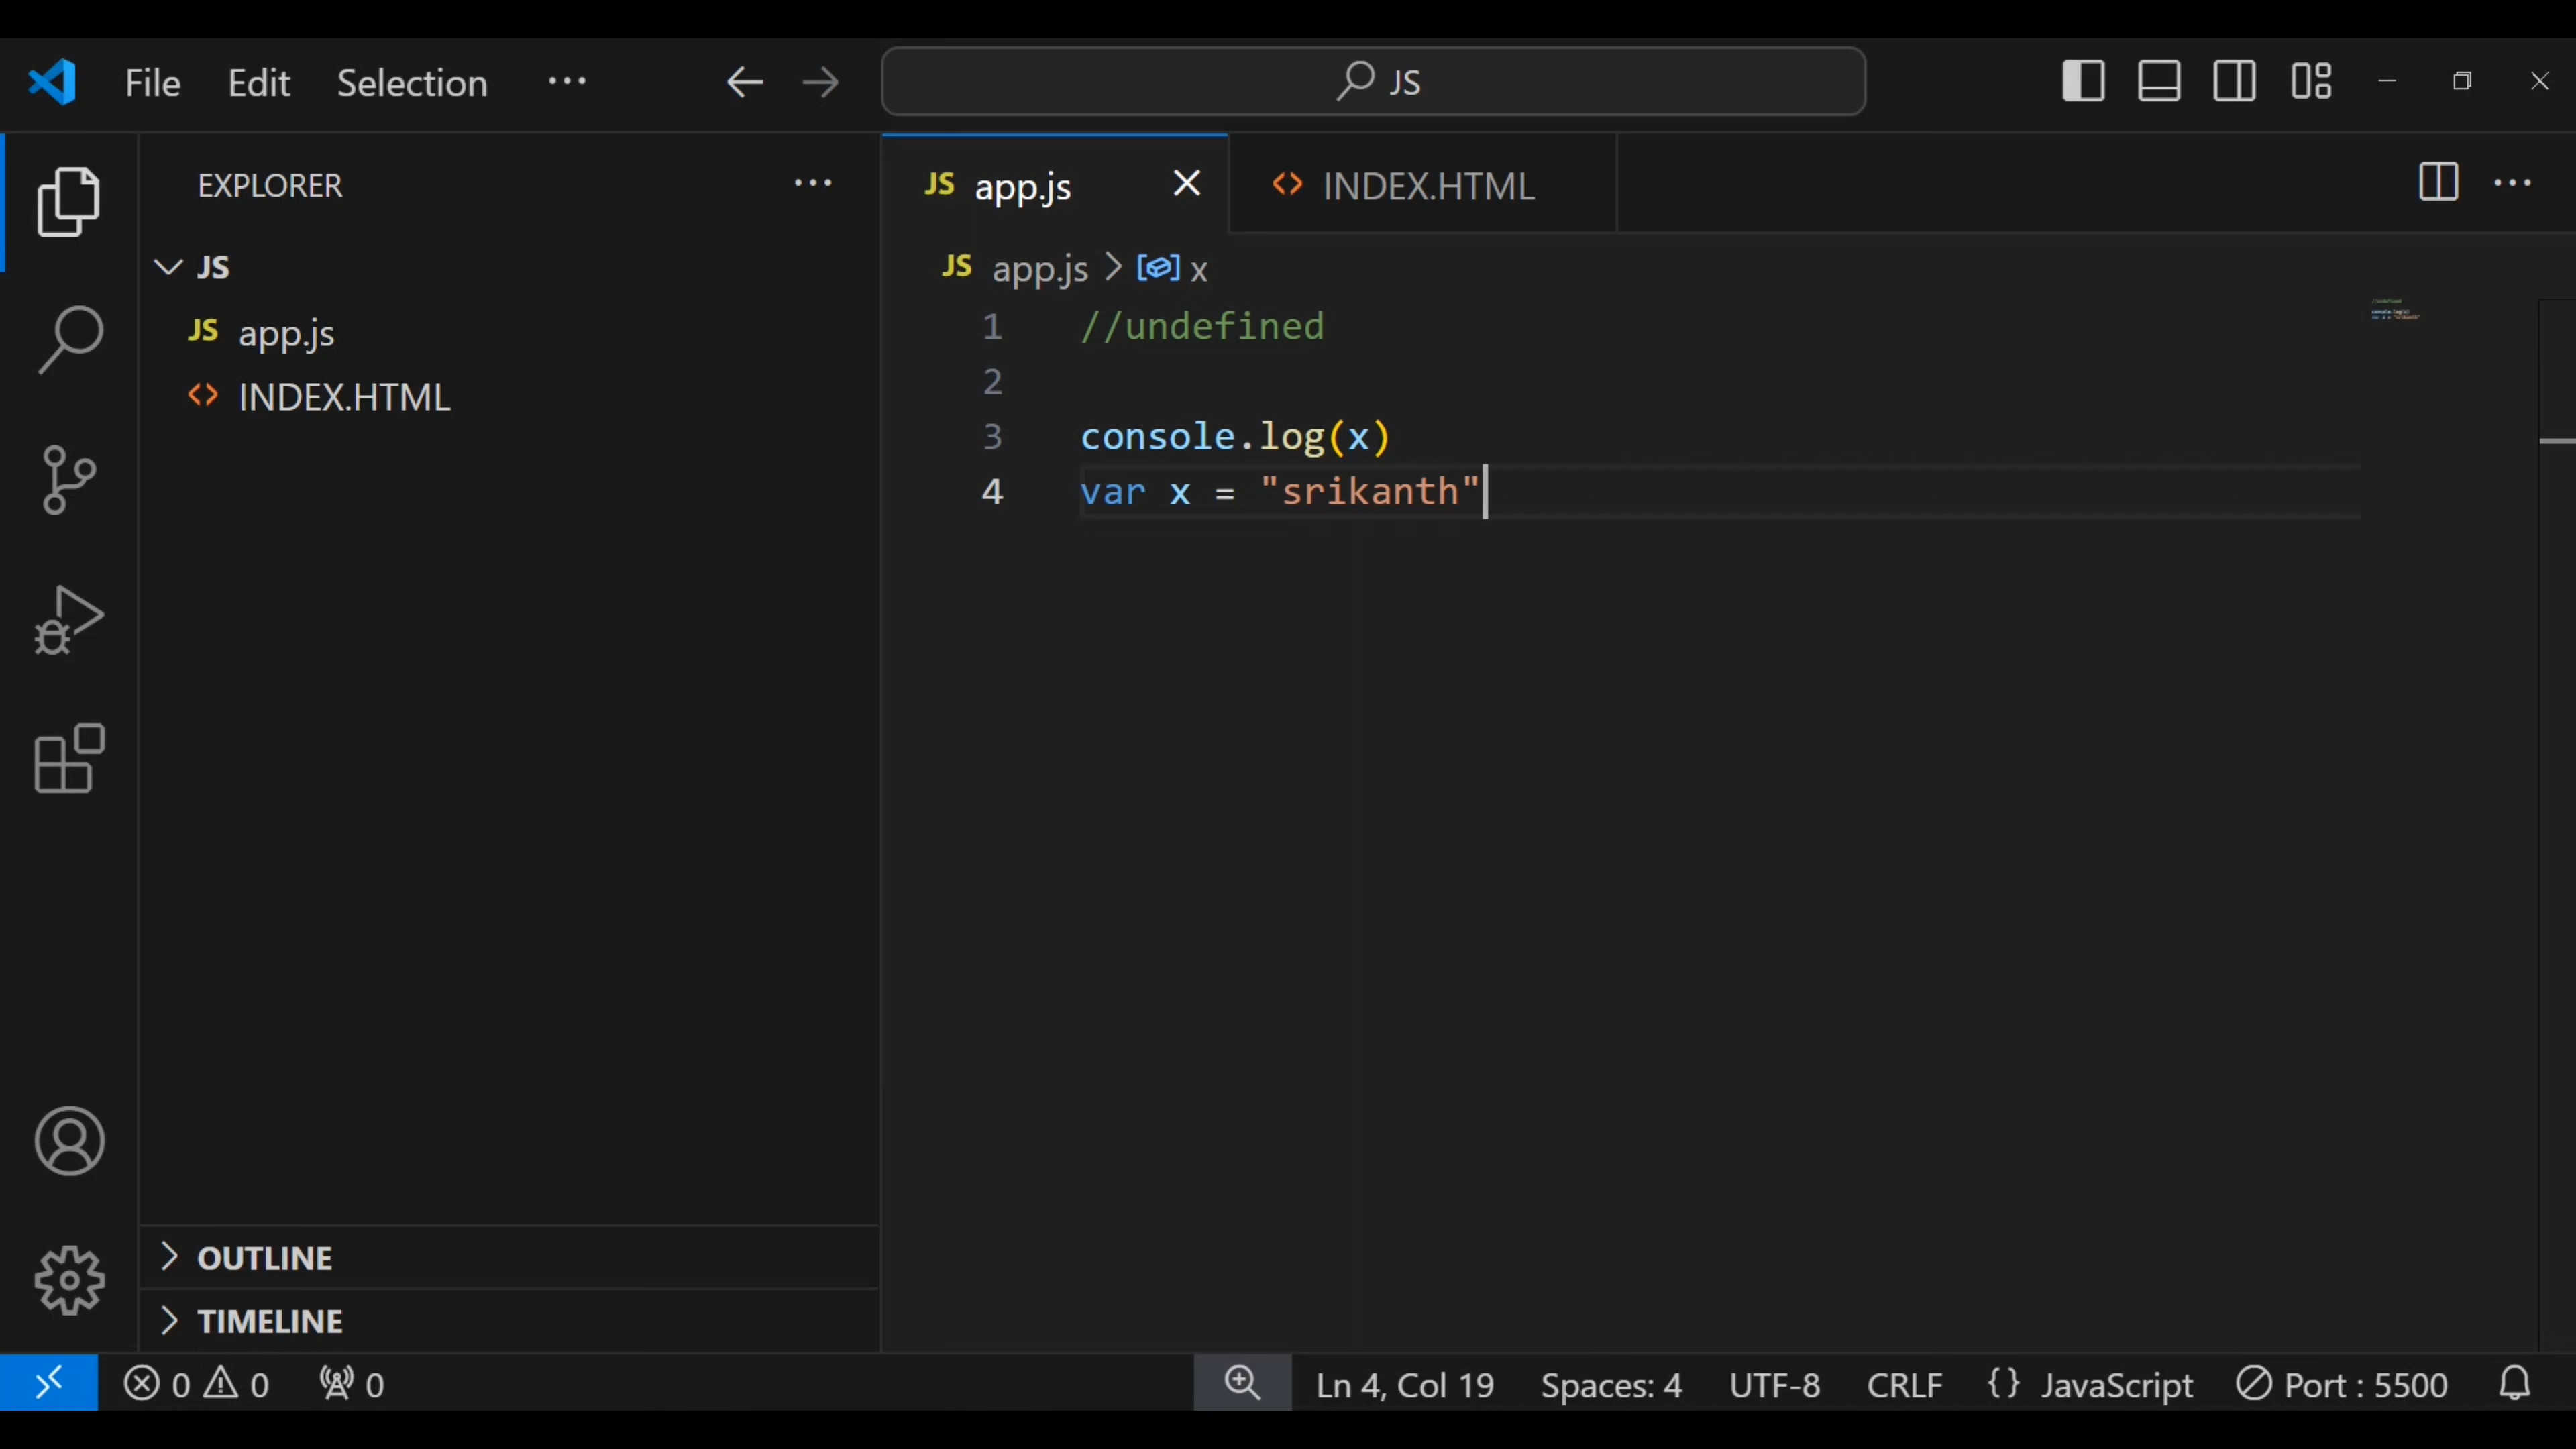 File Edit Selection ··· JS
EXPLORER ···
JS app.js INDEX.HTML ···
JS
JS app.js > x
JS app.js
<> INDEX.HTML
1 //undefined
2
3 console.log(x)
4 var x = "srikanth"
OUTLINE
TIMELINE
0 0 0 Ln 4, Col 19 Spaces: 4 UTF-8 CRLF {} JavaScript Port : 5500